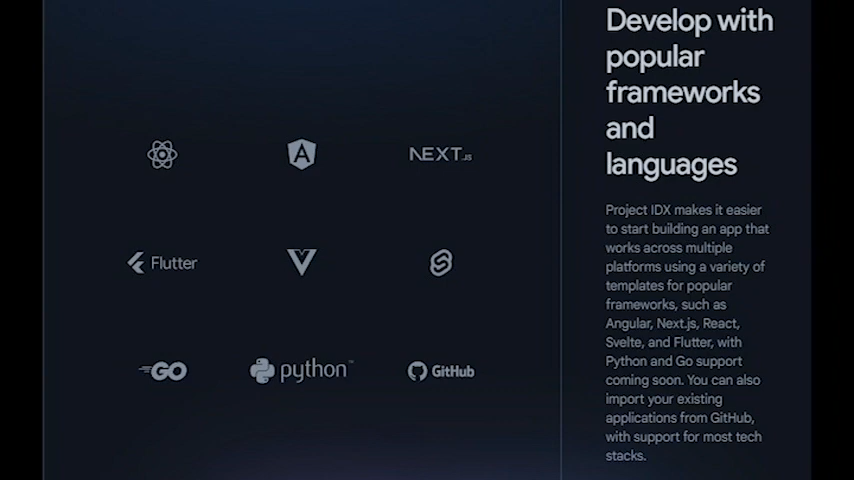 Develop with
popular
frameworks
and
languages
NEXT.JS
Flutter
GO
python™
GitHub
Project IDX makes it easier
to start building an app that
works across multiple
platforms using a variety of
templates for popular
frameworks, such as
Angular, Next.js, React,
Svelte, and Flutter, with
Python and Go support
coming soon. You can also
import your existing
applications from GitHub,
with support for most tech
stacks.